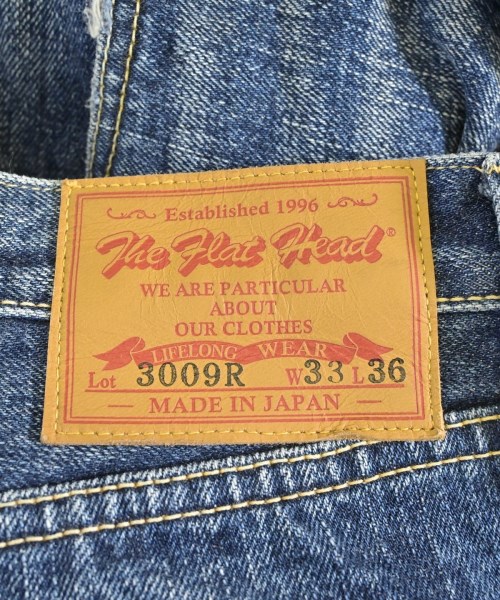 Established 1996
The Flat Head®
WE ARE PARTICULAR
ABOUT
OUR CLOTHES
LIFELONG WEAR
Lot 3009R W33 L36
MADE IN JAPAN